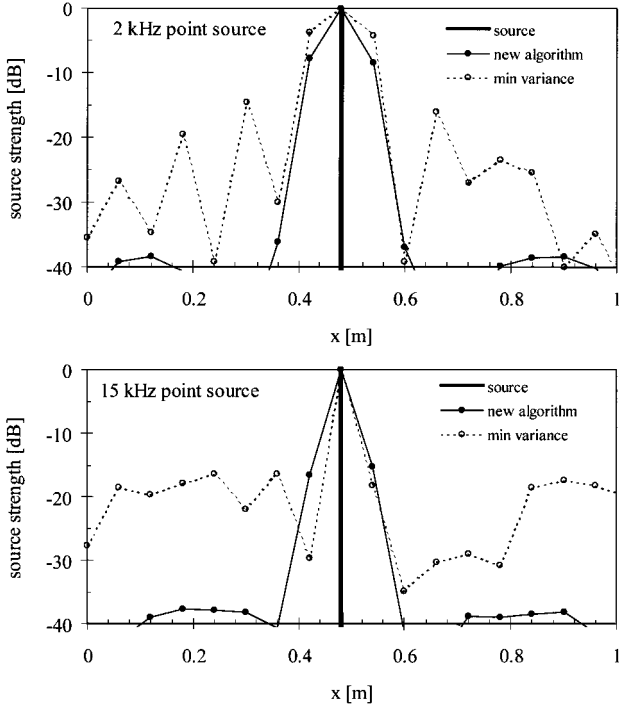 0
2 kHz point source
source
new algorithm
min variance
-10
-20
-30
-40
source strength [dB]
0 0.2 0.4 0.6 0.8 1
x [m]
0
15 kHz point source
source
new algorithm
min variance
-10
-20
-30
-40
source strength [dB]
0 0.2 0.4 0.6 0.8 1
x [m]